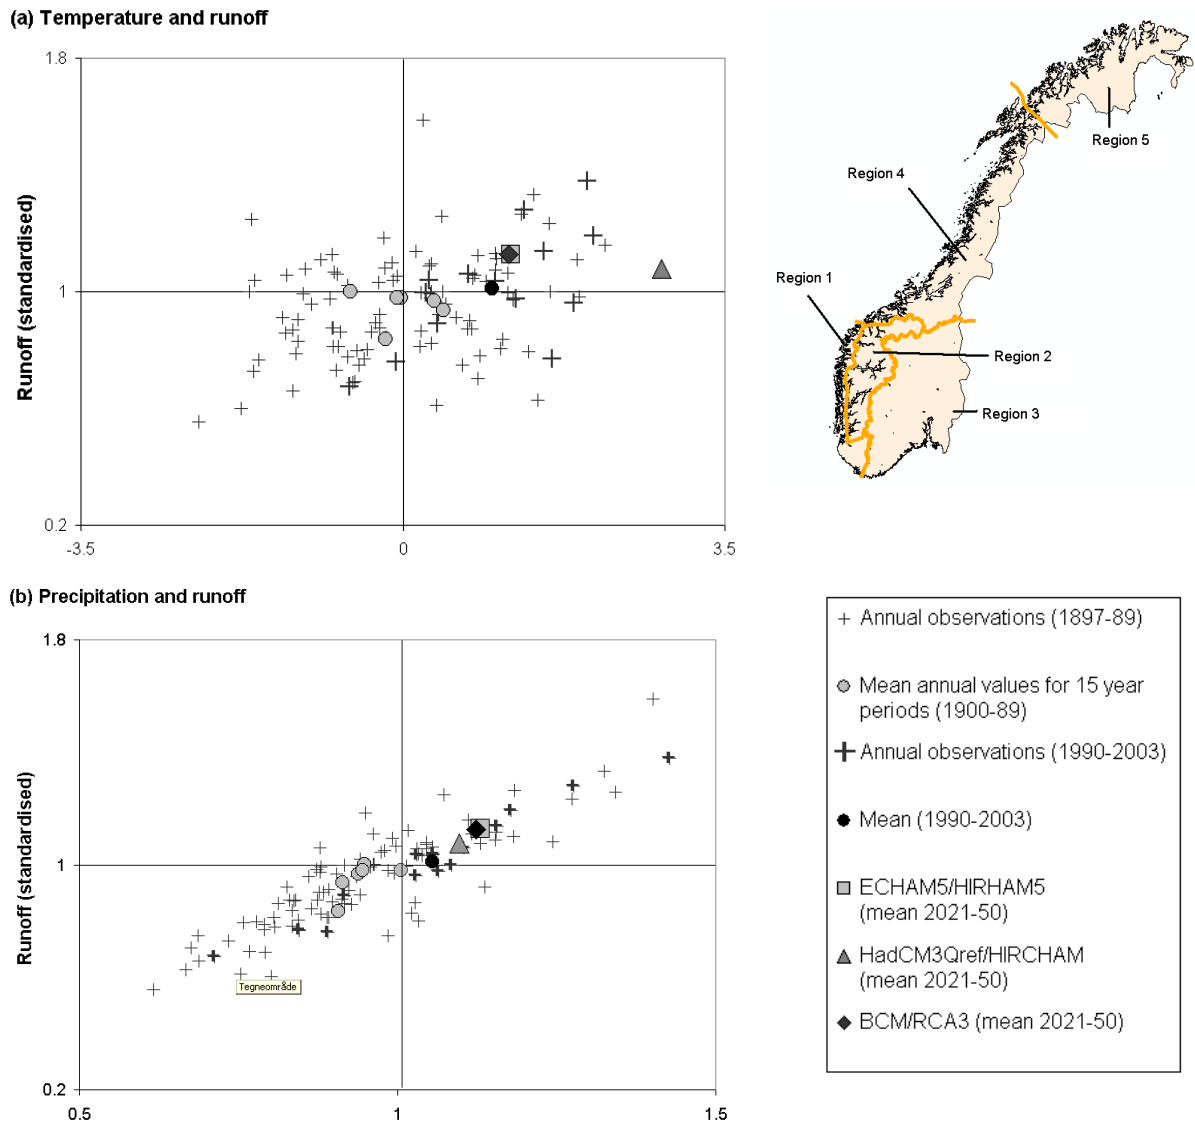 (a) Temperature and runoff
1.8
Runoff (standardised)
1
0.2
-3.5
0
3.5
Region 5
Region 4
Region 1
Region 2
Region 3
(b) Precipitation and runoff
1.8
Runoff (standardised)
1
0.2
0.5
1
1.5
Tegneområde
Annual observations (1897-89)
Mean annual values for 15 year
periods (1900-89)
Annual observations (1990-2003)
Mean (1990-2003)
ECHAM5/HIRHAM5
(mean 2021-50)
HadCM3Qref/HIRCHAM
(mean 2021-50)
BCM/RCA3 (mean 2021-50)